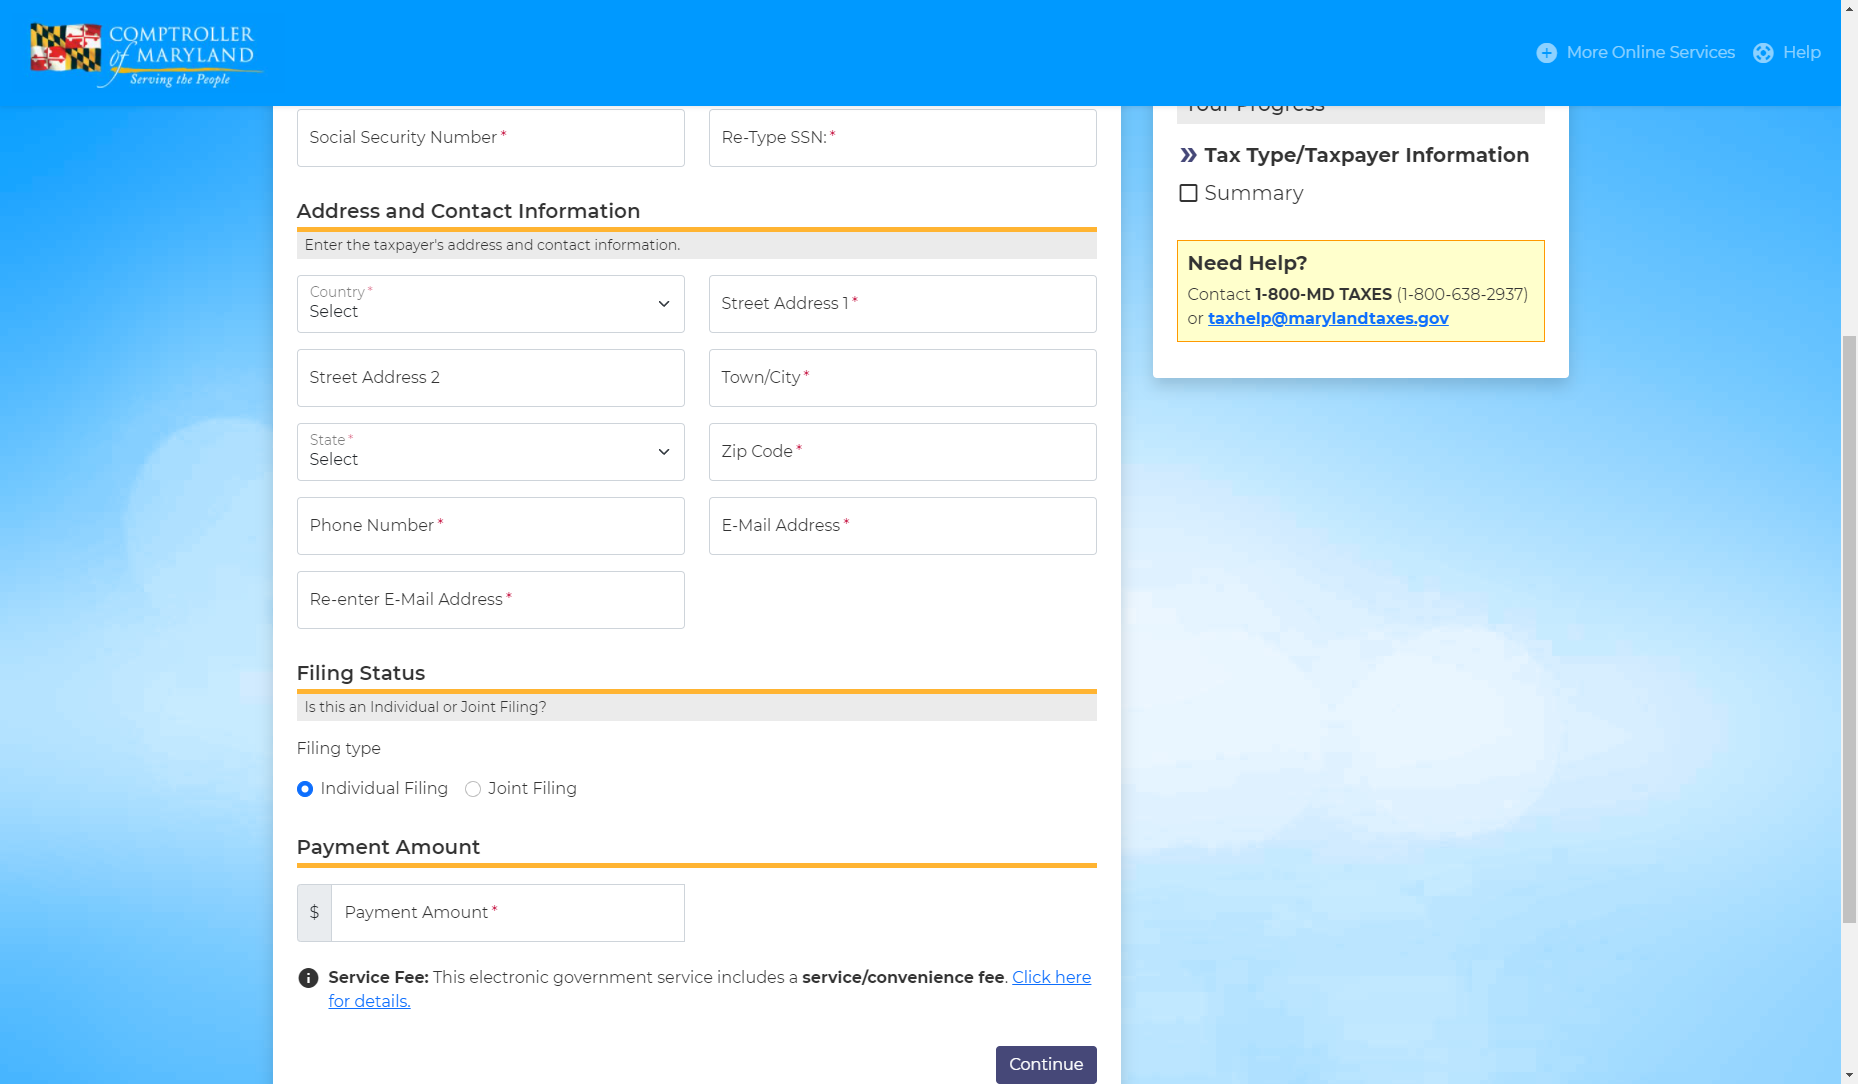 COMPTROLLER
of MARYLAND
Serving the People
More Online Services
Help
Social Security Number *
Re-Type SSN: *
Address and Contact Information
Enter the taxpayer's address and contact information.
Country *
Select
Street Address 1 *
Street Address 2
Town/City *
State *
Select
Zip Code *
Phone Number *
E-Mail Address *
Re-enter E-Mail Address *
Filing Status
Is this an Individual or Joint Filing?
Filing type
Individual Filing
Joint Filing
Payment Amount
$
Payment Amount *
Service Fee: This electronic government service includes a service/convenience fee. Click here
for details.
Continue
Your Progress
Tax Type/Taxpayer Information
Summary
Need Help?
Contact 1-800-MD TAXES (1-800-638-2937)
or taxhelp@marylandtaxes.gov